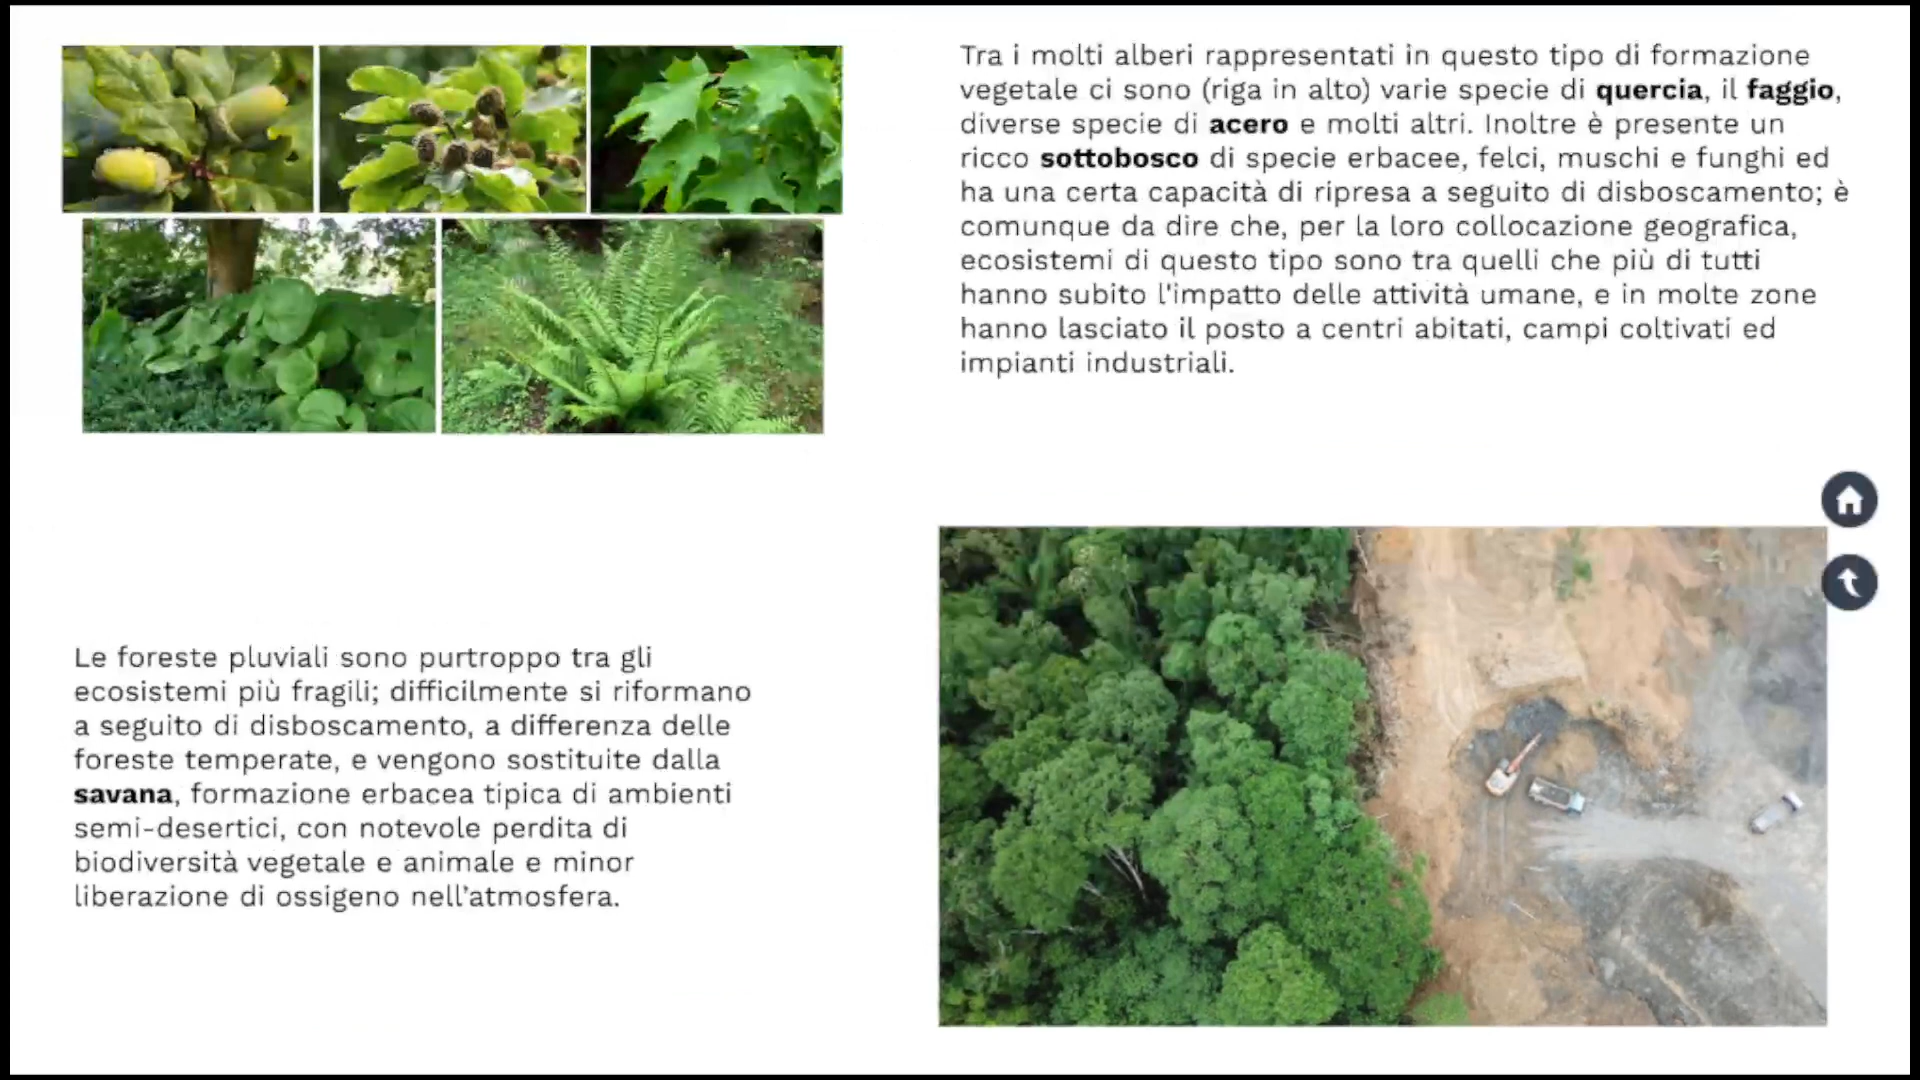 Tra i molti alberi rappresentati in questo tipo di formazione
vegetale ci sono (riga in alto) varie specie di quercia, il faggio,
diverse specie di acero e molti altri. Inoltre è presente un
ricco sottobosco di specie erbacee, felci, muschi e funghi ed
ha una certa capacità di ripresa a seguito di disboscamento; è
comunque da dire che, per la loro collocazione geografica,
ecosistemi di questo tipo sono tra quelli che più di tutti
hanno subito l'impatto delle attività umane, e in molte zone
hanno lasciato il posto a centri abitati, campi coltivati ed
impianti industriali.
Le foreste pluviali sono purtroppo tra gli
ecosistemi più fragili; difficilmente si riformano
a seguito di disboscamento, a differenza delle
foreste temperate, e vengono sostituite dalla
savana, formazione erbacea tipica di ambienti
semi-desertici, con notevole perdita di
biodiversità vegetale e animale e minor
liberazione di ossigeno nell'atmosfera.